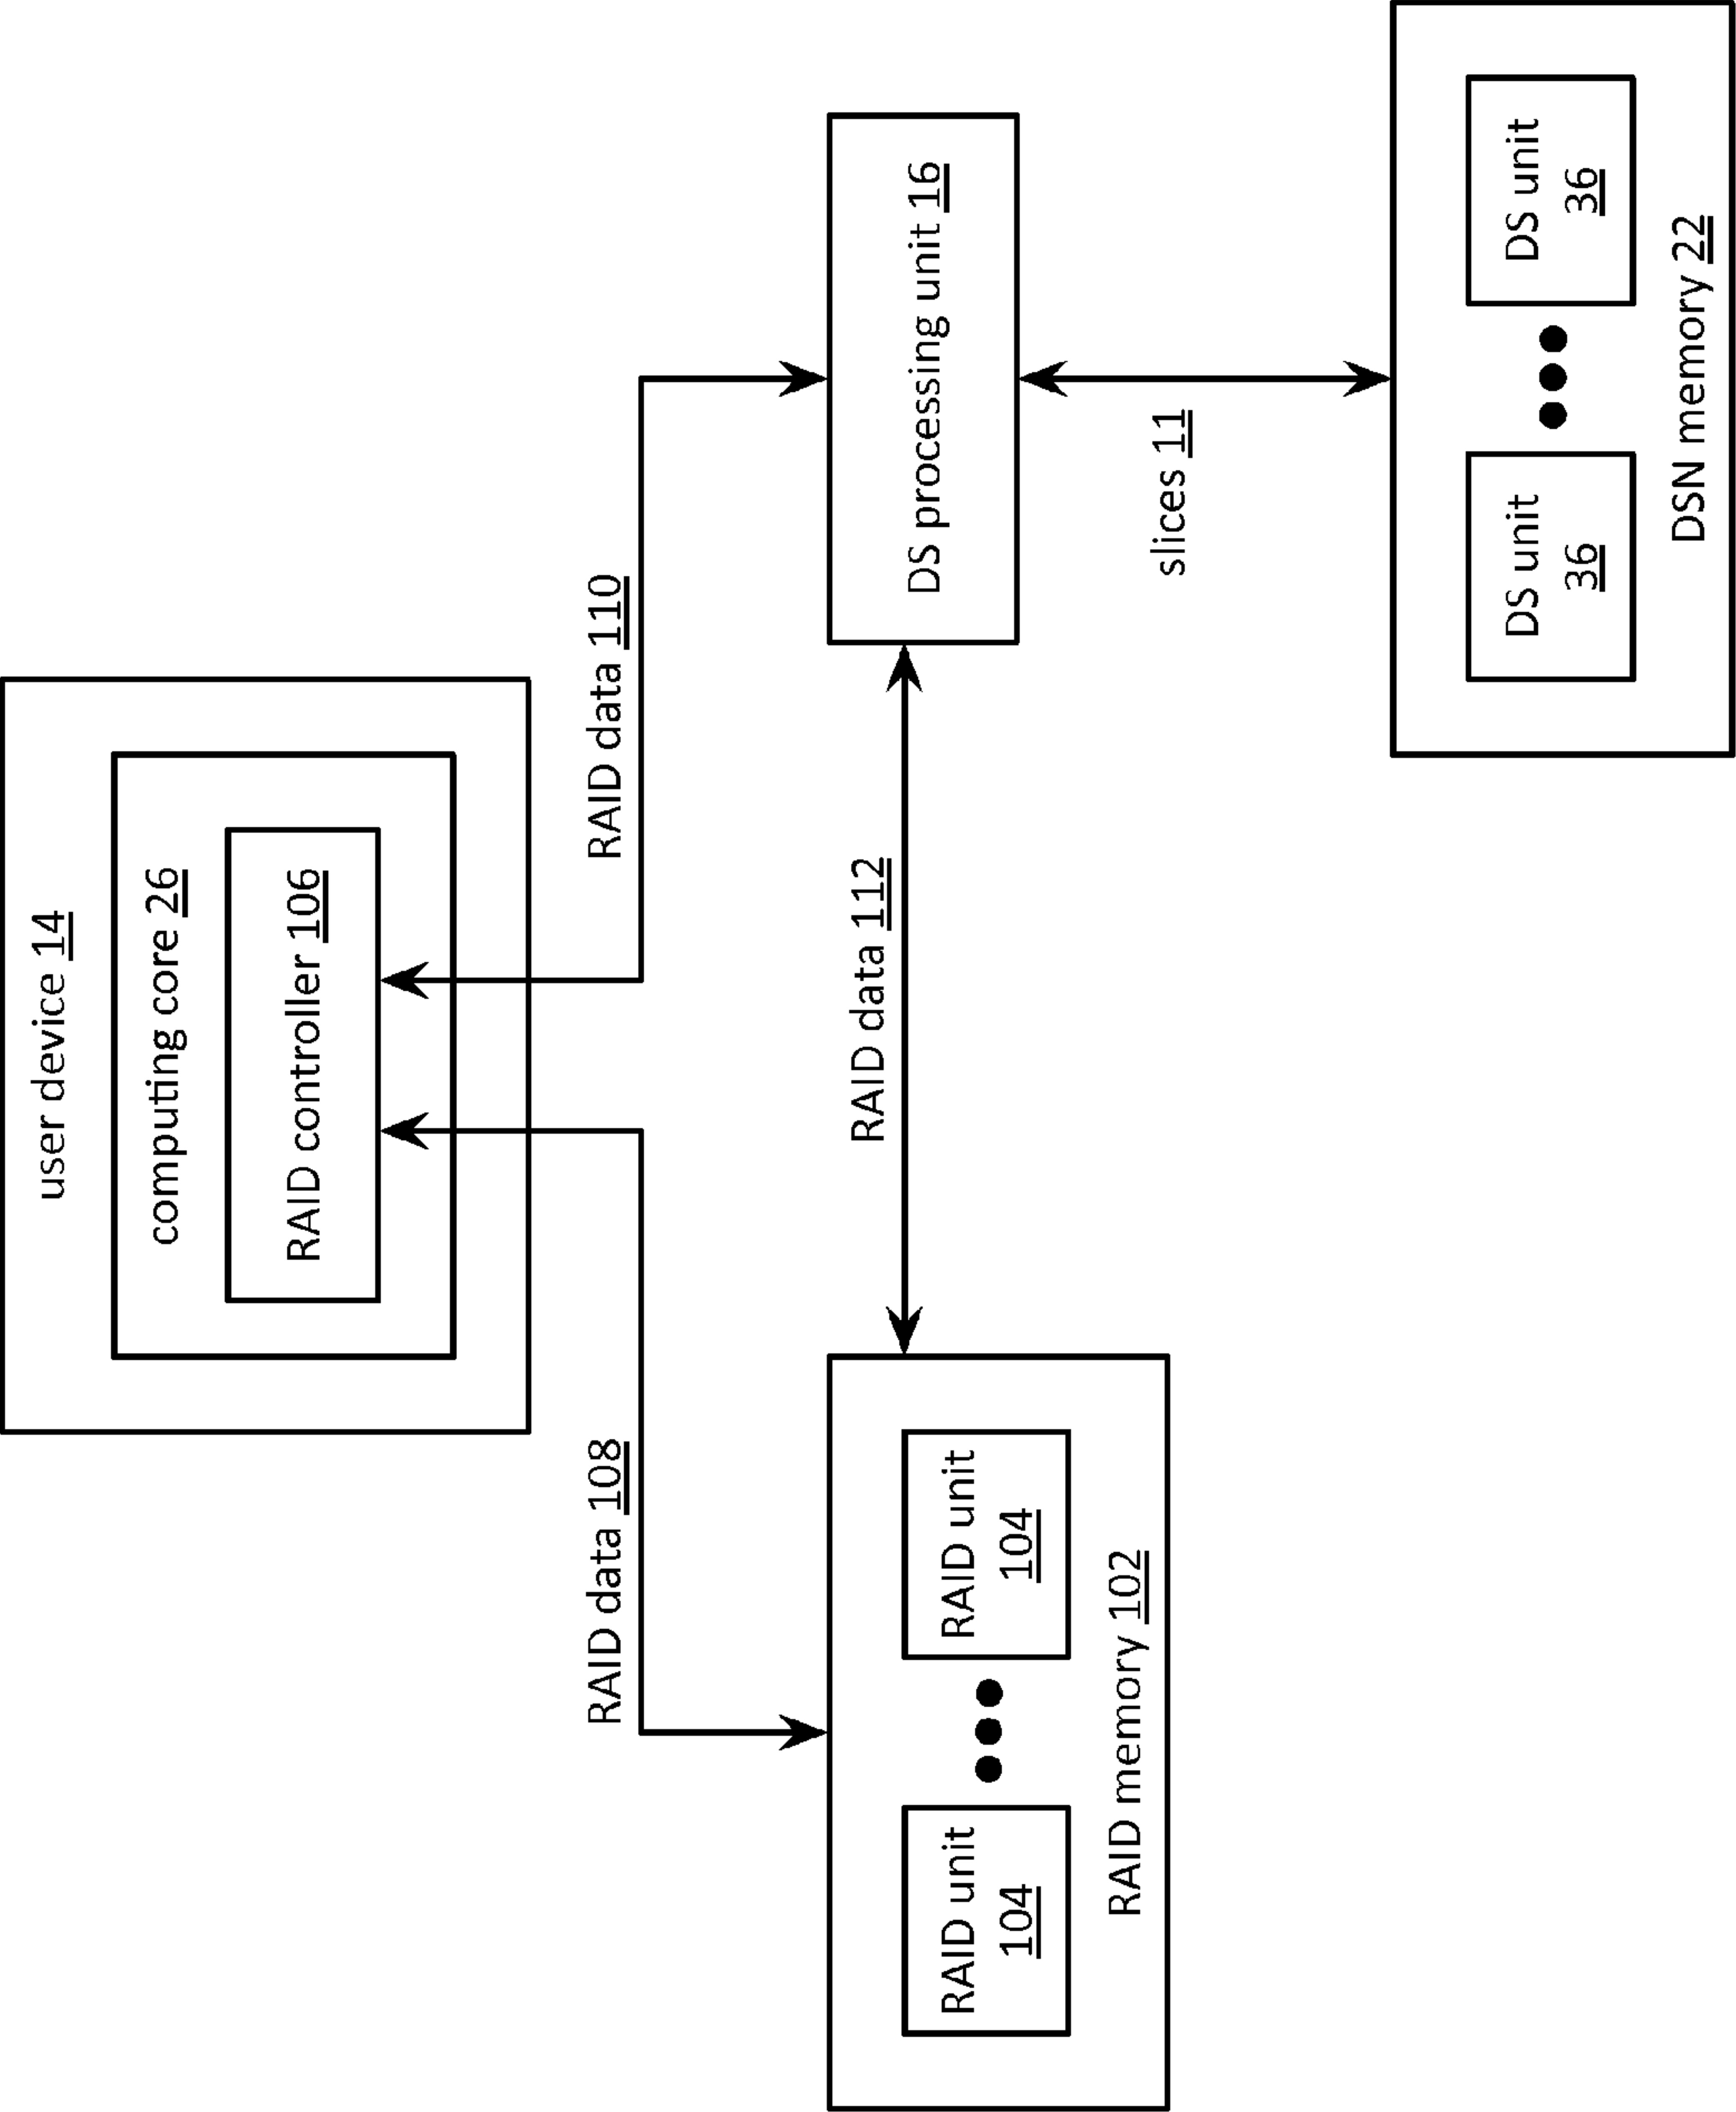 user device 14
computing core 26
RAID controller 106
RAID data 108
RAID data 110
RAID data 112
DS processing unit 16
RAID unit
104
RAID unit
104
RAID memory 102
slices 11
DS unit
36
DS unit
36
DSN memory 22